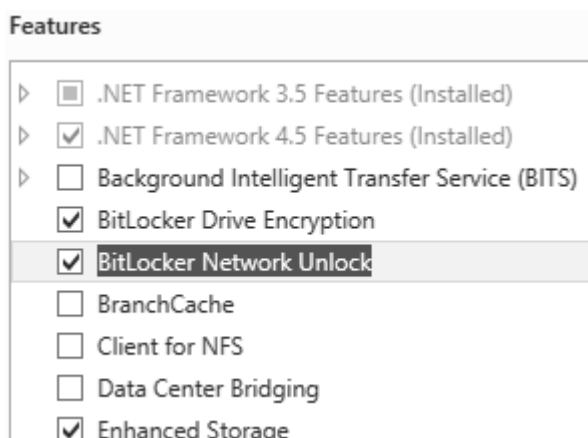 Features
.NET Framework 3.5 Features (Installed)
.NET Framework 4.5 Features (Installed)
Background Intelligent Transfer Service (BITS)
BitLocker Drive Encryption
BitLocker Network Unlock
BranchCache
Client for NFS
Data Center Bridging
Enhanced Storage